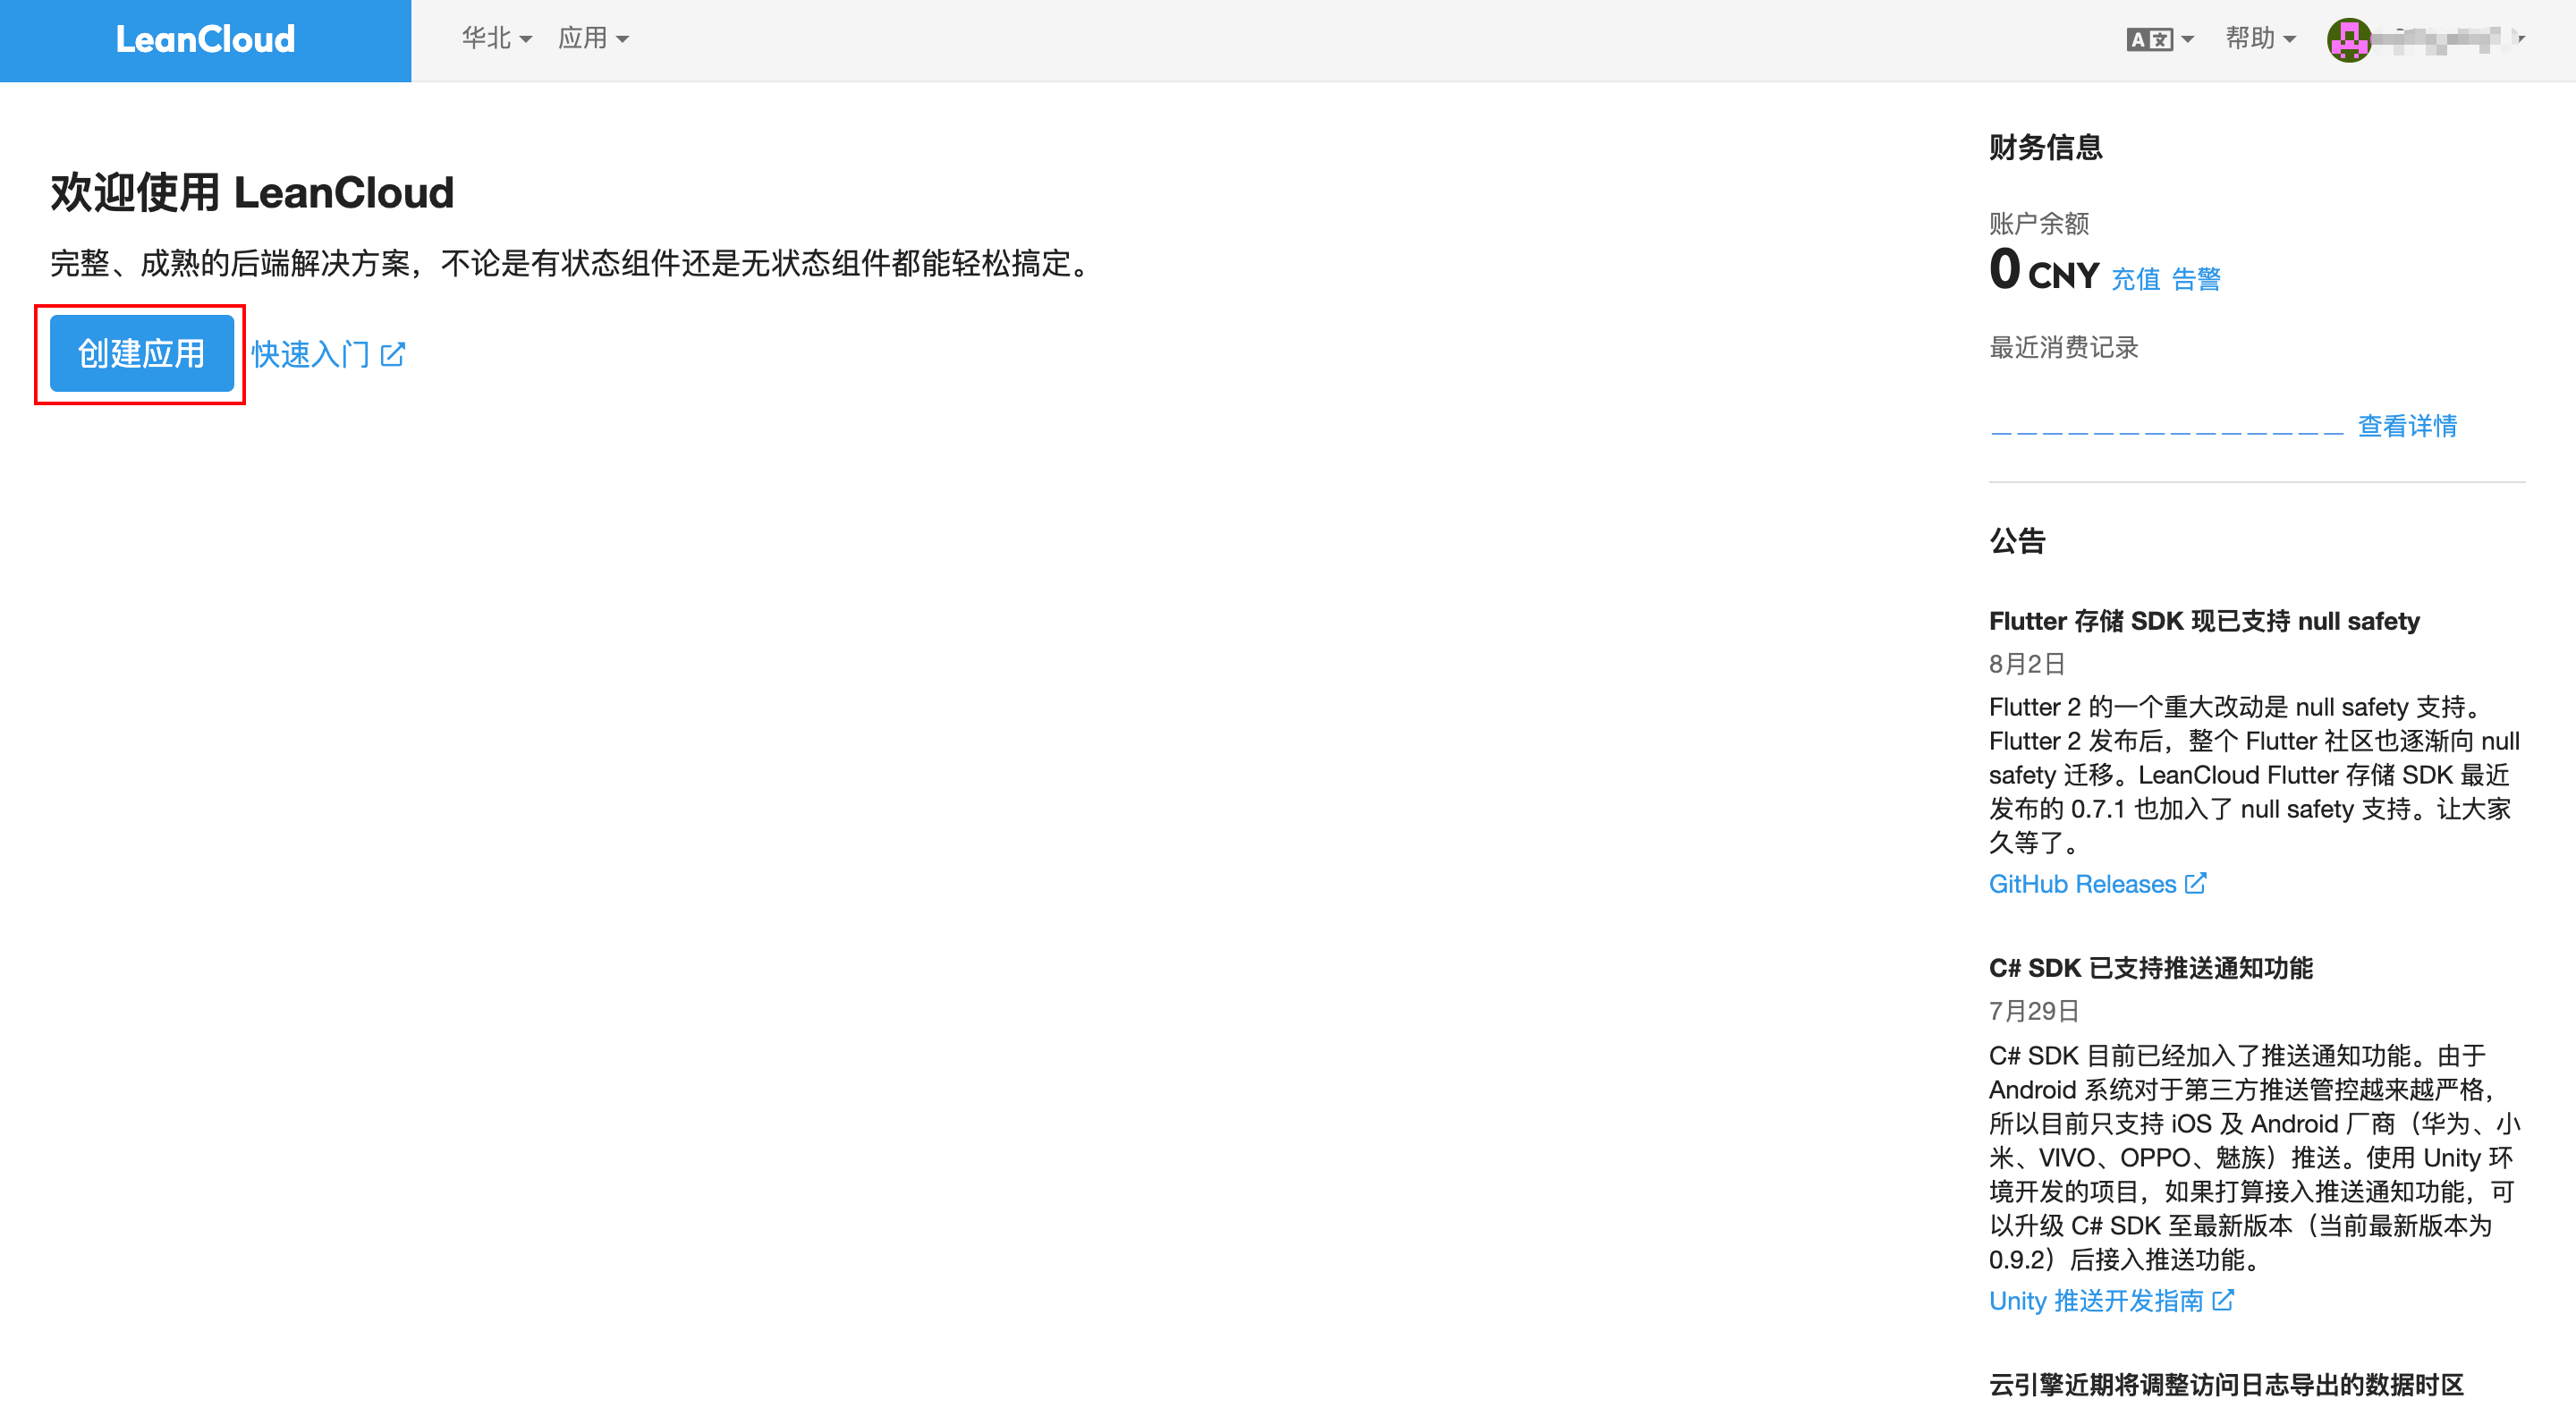 LeanCloud
华北 应用
A 文 帮助
欢迎使用 LeanCloud
完整、成熟的后端解决方案，不论是有状态组件还是无状态组件都能轻松搞定。
创建应用 快速入门
财务信息
账户余额
0 CNY 充值 告警
最近消费记录
查看详情
公告
Flutter 存储 SDK 现已支持 null safety
8月2日
Flutter 2 的一个重大改动是 null safety 支持。
Flutter 2 发布后，整个 Flutter 社区也逐渐向 null
safety 迁移。LeanCloud Flutter 存储 SDK 最近
发布的 0.7.1 也加入了 null safety 支持。让大家
久等了。
GitHub Releases
C# SDK 已支持推送通知功能
7月29日
C# SDK 目前已经加入了推送通知功能。由于
Android 系统对于第三方推送管控越来越严格，
所以目前只支持 iOS 及 Android 厂商（华为、小
米、VIVO、OPPO、魅族）推送。使用 Unity 环
境开发的项目，如果打算接入推送通知功能，可
以升级 C# SDK 至最新版本（当前最新版本为
0.9.2）后接入推送功能。
Unity 推送开发指南
云引擎近期将调整访问日志导出的数据时区